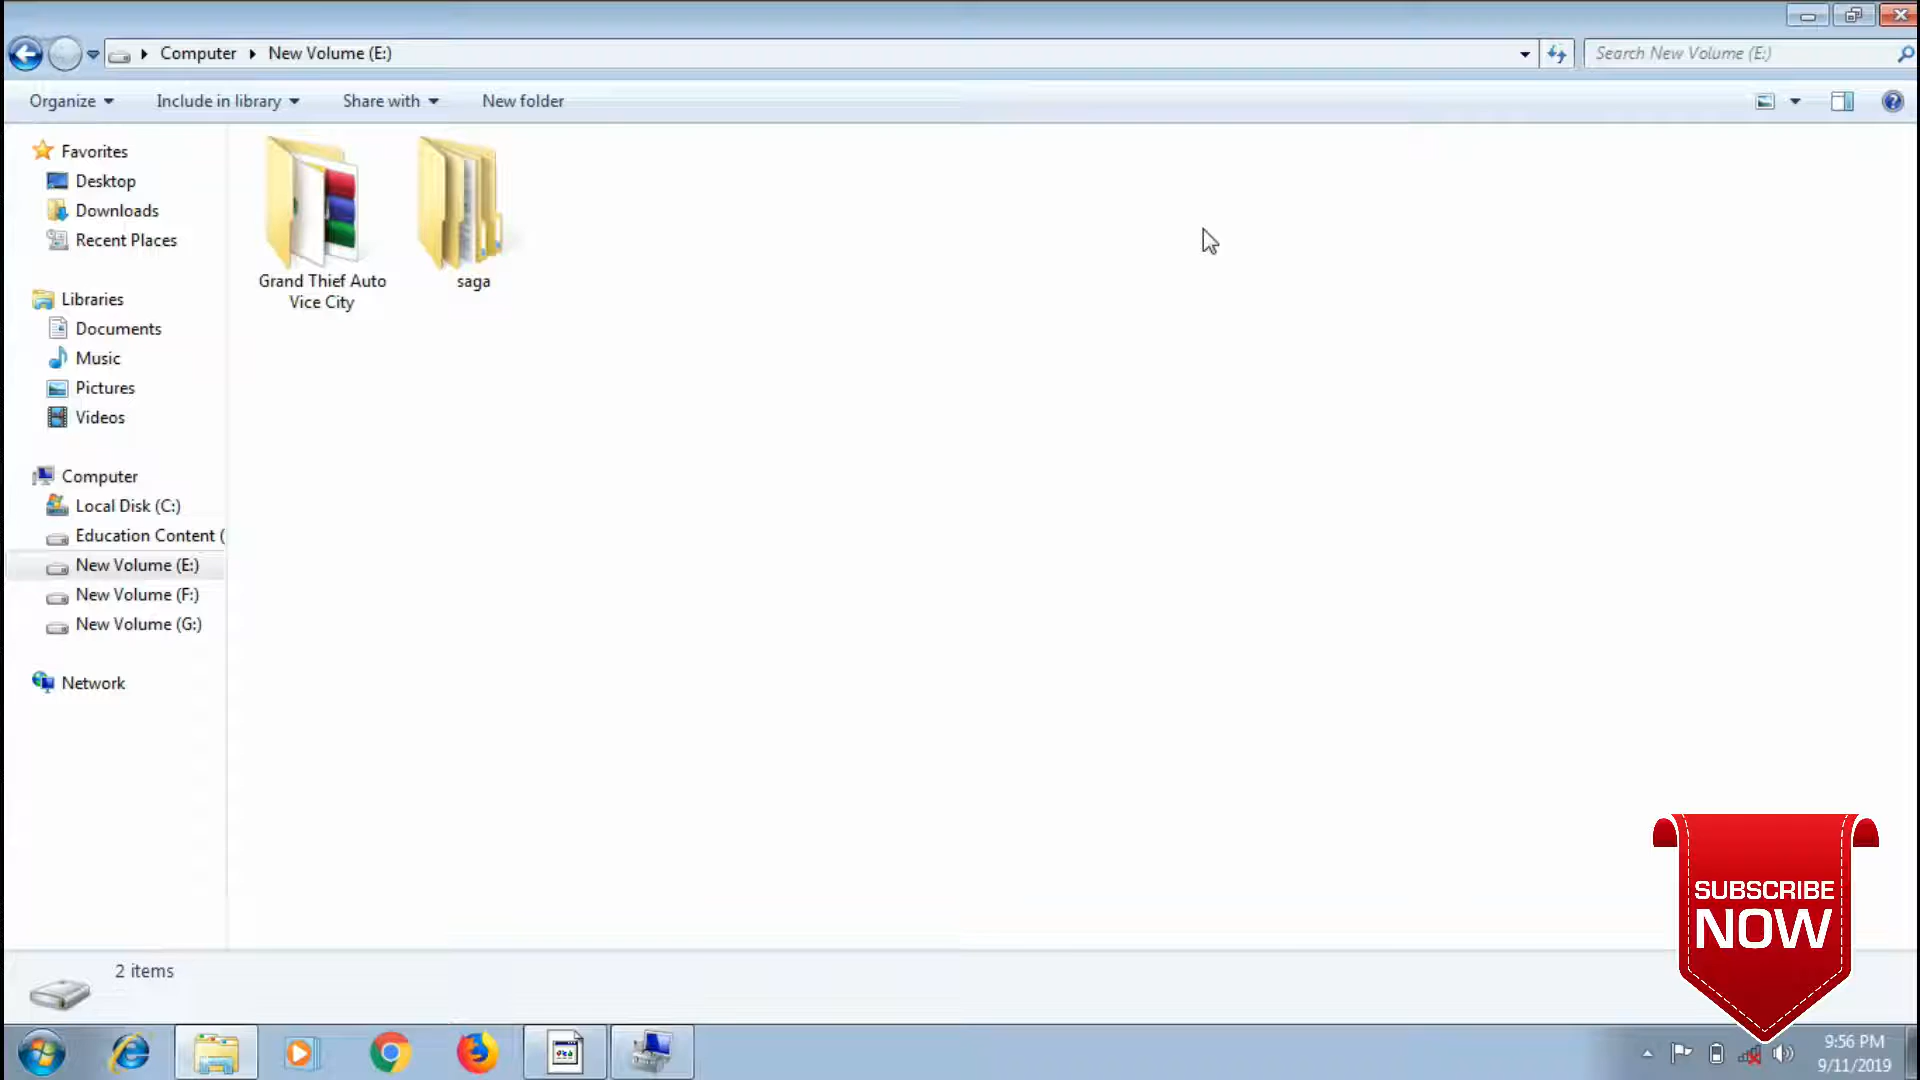 Computer
New Volume (E:)
Search New Volume (E:)
Organize
Include in library
Share with
New folder
Favorites
Desktop
Downloads
Recent Places
Libraries
Documents
Music
Pictures
Videos
Computer
Local Disk (C:)
Education Content (
New Volume (E:)
New Volume (F:)
New Volume (G:)
Network
Grand Thief Auto
Vice City
saga
2 items
SUBSCRIBE
NOW
9:56 PM
9/11/2019